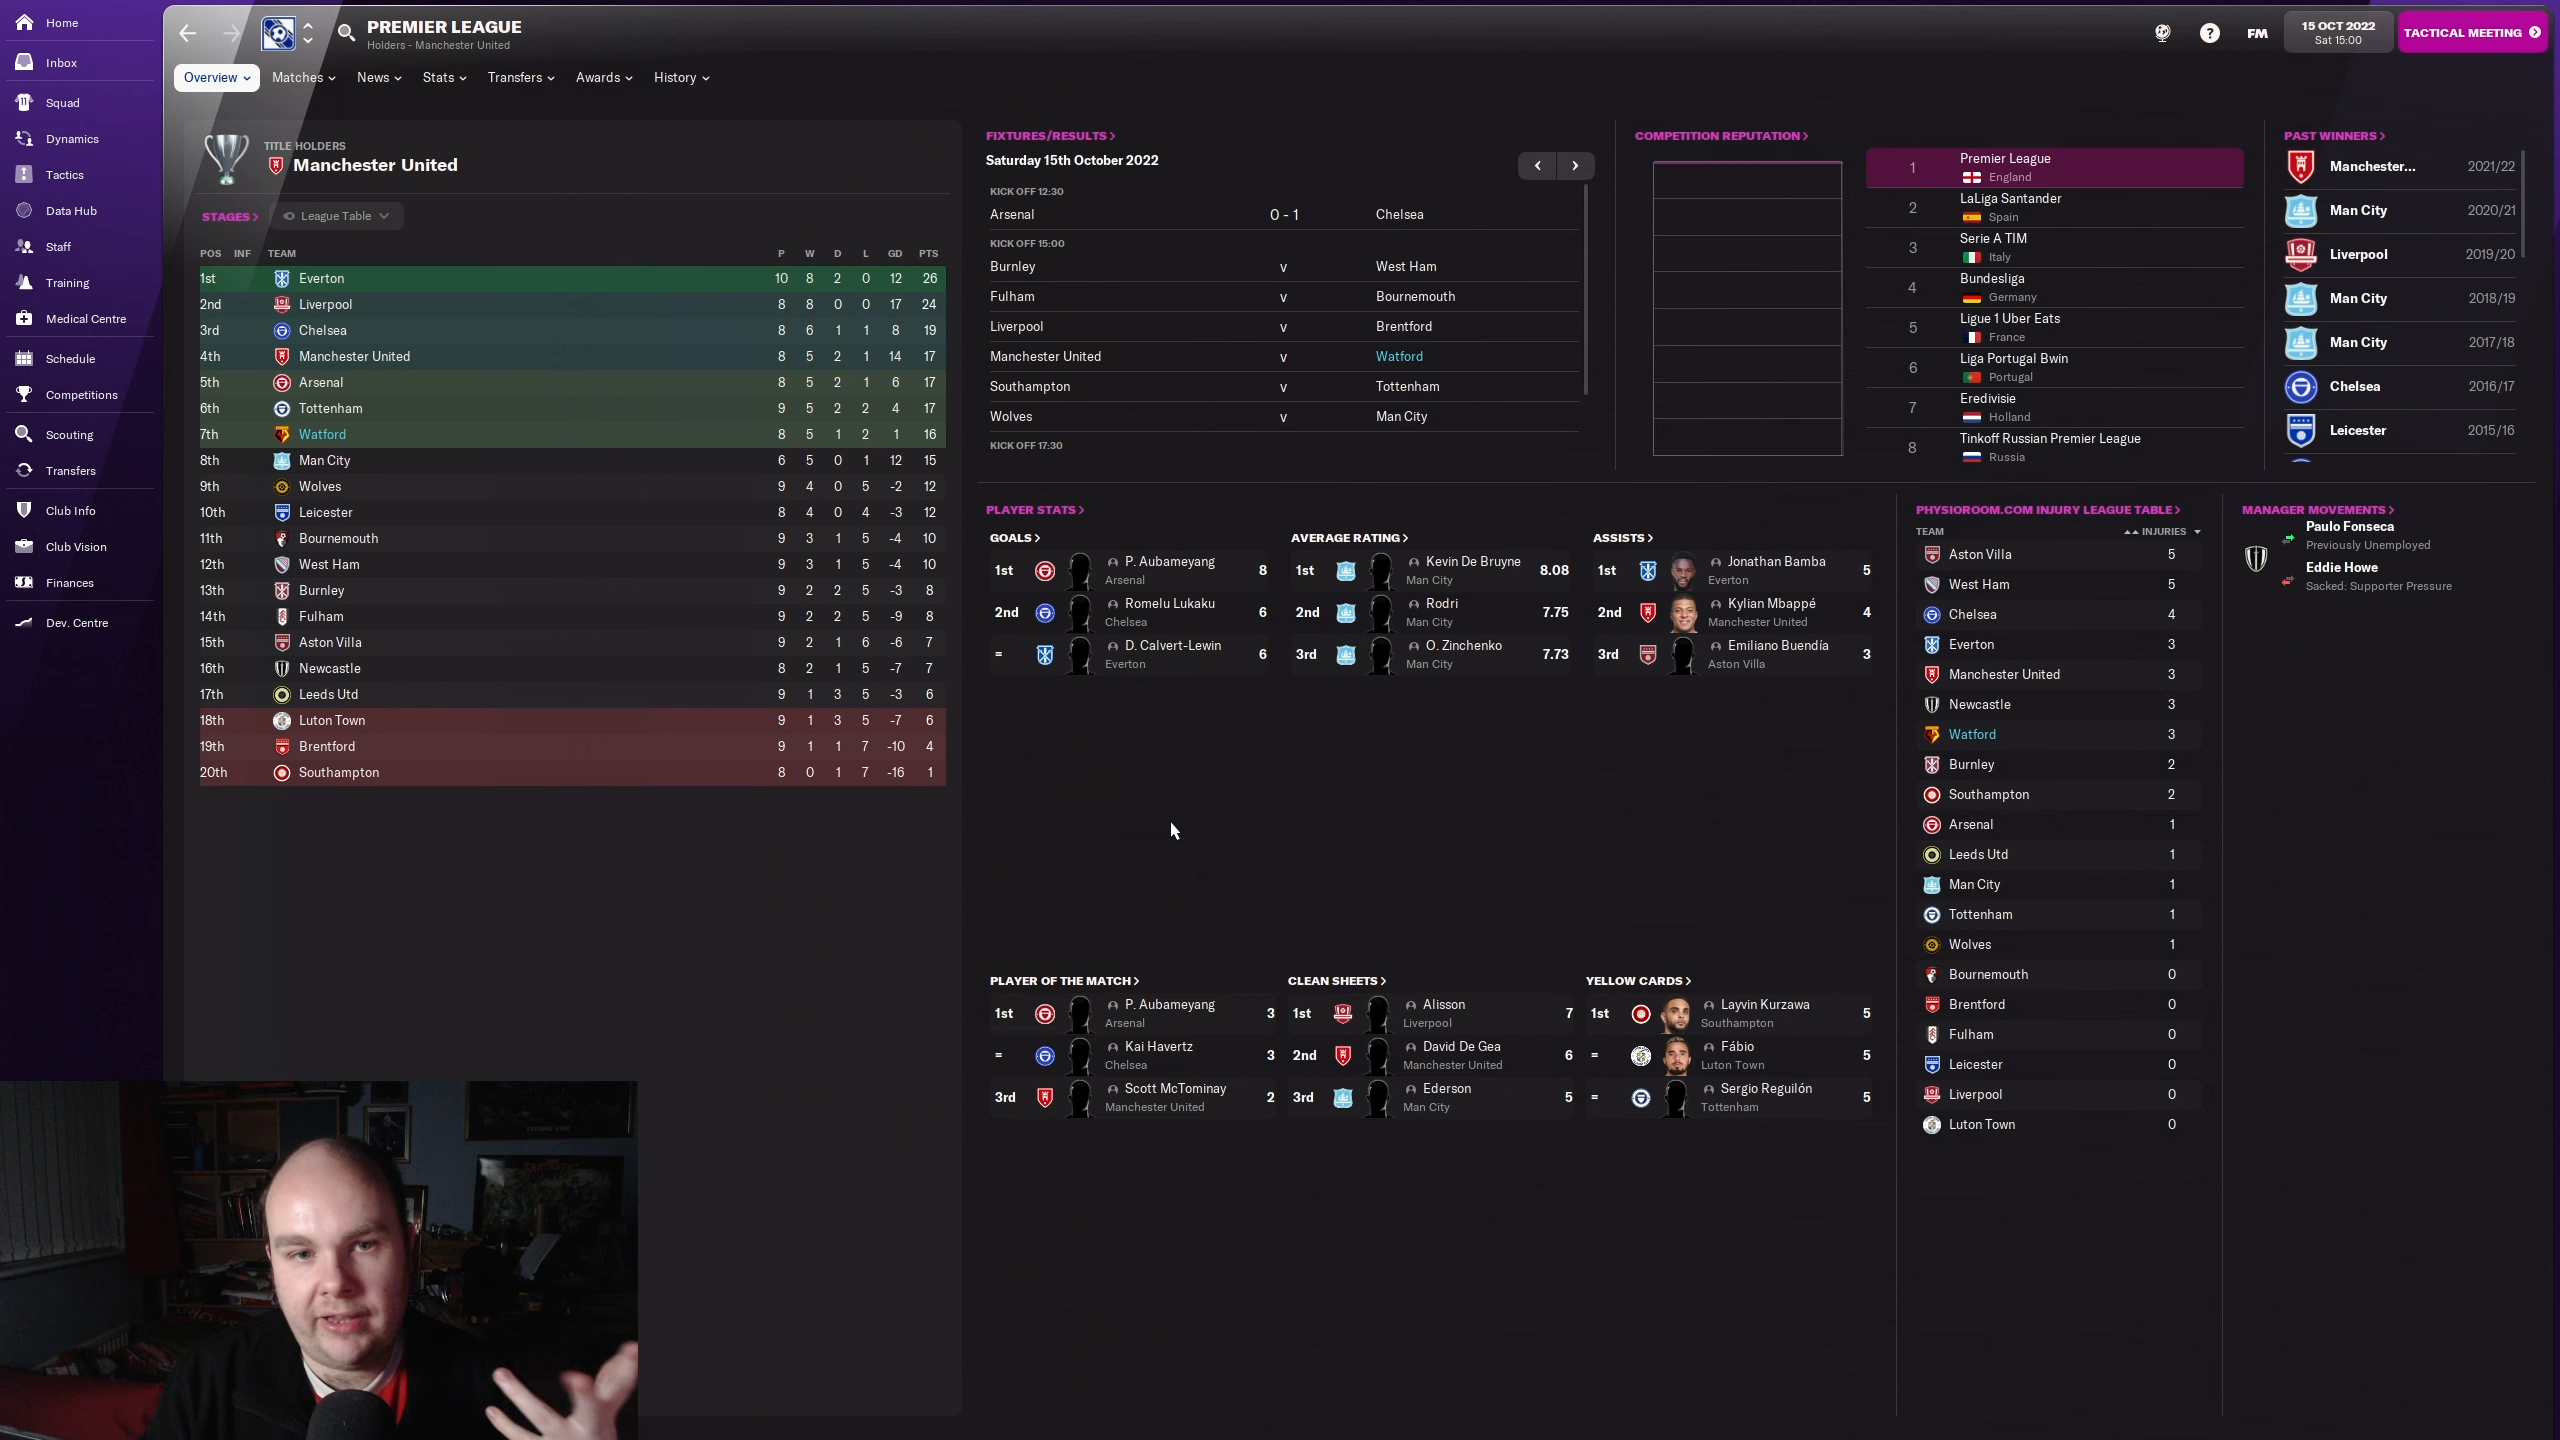 Home
Inbox
Squad
Dynamics
Tactics
Data Hub
Staff
Training
Medical Centre
Schedule
Competitions
Scouting
Transfers
Club Info
Club Vision
Finances
Dev. Centre
PREMIER LEAGUE
Holders - Manchester United
?
FM
15 OCT 2022
Sat 15:00
TACTICAL MEETING
Overview Matches News Stats Transfers Awards History
TITLE HOLDERS
Manchester United
STAGES League Table
POS INF TEAM P W D L GD PTS
1st Everton 10 8 2 0 12 26
2nd Liverpool 8 8 0 0 17 24
3rd Chelsea 8 6 1 1 8 19
4th Manchester United 8 5 2 1 14 17
5th Arsenal 8 5 2 1 6 17
6th Tottenham 9 5 2 2 4 17
7th Watford 8 5 1 2 1 16
8th Man City 6 5 0 1 12 15
9th Wolves 9 4 0 5 -2 12
10th Leicester 8 4 0 4 -3 12
11th Bournemouth 9 3 1 5 -4 10
12th West Ham 9 3 1 5 -4 10
13th Burnley 9 2 2 5 -3 8
14th Fulham 9 2 2 5 -9 8
15th Aston Villa 9 2 1 6 -6 7
16th Newcastle 8 2 1 5 -7 7
17th Leeds Utd 9 1 3 5 -3 6
18th Luton Town 9 1 3 5 -7 6
19th Brentford 9 1 1 7 -10 4
20th Southampton 8 0 1 7 -16 1
FIXTURES/RESULTS
Saturday 15th October 2022
KICK OFF 12:30
Arsenal 0 - 1 Chelsea
KICK OFF 15:00
Burnley v West Ham
Fulham v Bournemouth
Liverpool v Brentford
Manchester United v Watford
Southampton v Tottenham
Wolves v Man City
KICK OFF 17:30
COMPETITION REPUTATION
1 Premier League
England
2 LaLiga Santander
Spain
3 Serie A TIM
Italy
4 Bundesliga
Germany
5 Ligue 1 Uber Eats
France
6 Liga Portugal Bwin
Portugal
7 Eredivisie
Holland
8 Tinkoff Russian Premier League
Russia
PAST WINNERS
Manchester... 2021/22
Man City 2020/21
Liverpool 2019/20
Man City 2018/19
Man City 2017/18
Chelsea 2016/17
Leicester 2015/16
PLAYER STATS
GOALS
1st P. Aubameyang 8
Arsenal
2nd Romelu Lukaku 6
Chelsea
= D. Calvert-Lewin 6
Everton
AVERAGE RATING
1st Kevin De Bruyne 8.08
Man City
2nd Rodri 7.75
Man City
3rd O. Zinchenko 7.73
Man City
ASSISTS
1st Jonathan Bamba 5
Everton
2nd Kylian Mbappé 4
Manchester United
3rd Emiliano Buendía 3
Aston Villa
PLAYER OF THE MATCH
1st P. Aubameyang 3
Arsenal
= Kai Havertz 3
Chelsea
3rd Scott McTominay 2
Manchester United
CLEAN SHEETS
1st Alisson 7
Liverpool
2nd David De Gea 6
Manchester United
3rd Ederson 5
Man City
YELLOW CARDS
1st Layvin Kurzawa 5
Southampton
= Fábio 5
Luton Town
= Sergio Reguilón 5
Tottenham
PHYSIOROOM.COM INJURY LEAGUE TABLE
TEAM INJURIES
Aston Villa 5
West Ham 5
Chelsea 4
Everton 3
Manchester United 3
Newcastle 3
Watford 3
Burnley 2
Southampton 2
Arsenal 1
Leeds Utd 1
Man City 1
Tottenham 1
Wolves 1
Bournemouth 0
Brentford 0
Fulham 0
Leicester 0
Liverpool 0
Luton Town 0
MANAGER MOVEMENTS
Paulo Fonseca
Previously Unemployed
Eddie Howe
Sacked: Supporter Pressure